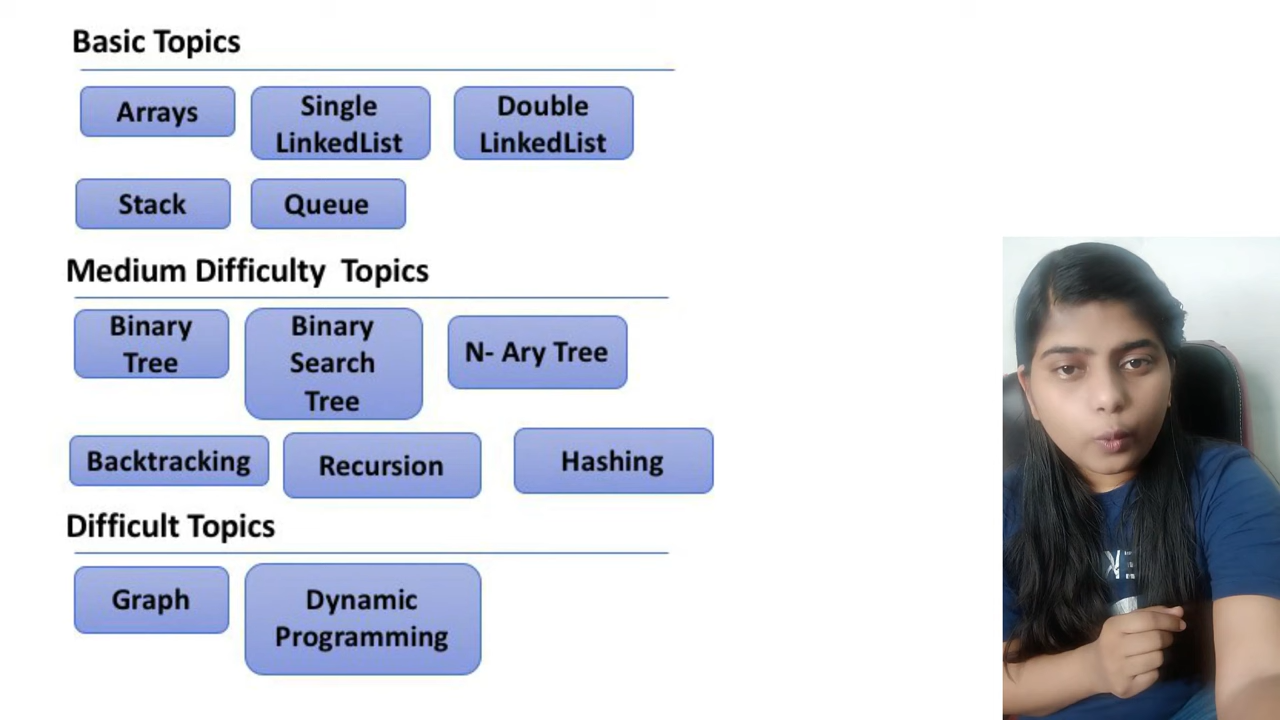 Basic Topics
Arrays
Single
LinkedList
Double
LinkedList
Stack
Queue
Medium Difficulty  Topics
Binary
Tree
Binary
Search
Tree
N- Ary Tree
Backtracking
Recursion
Hashing
Difficult Topics
Graph
Dynamic
Programming